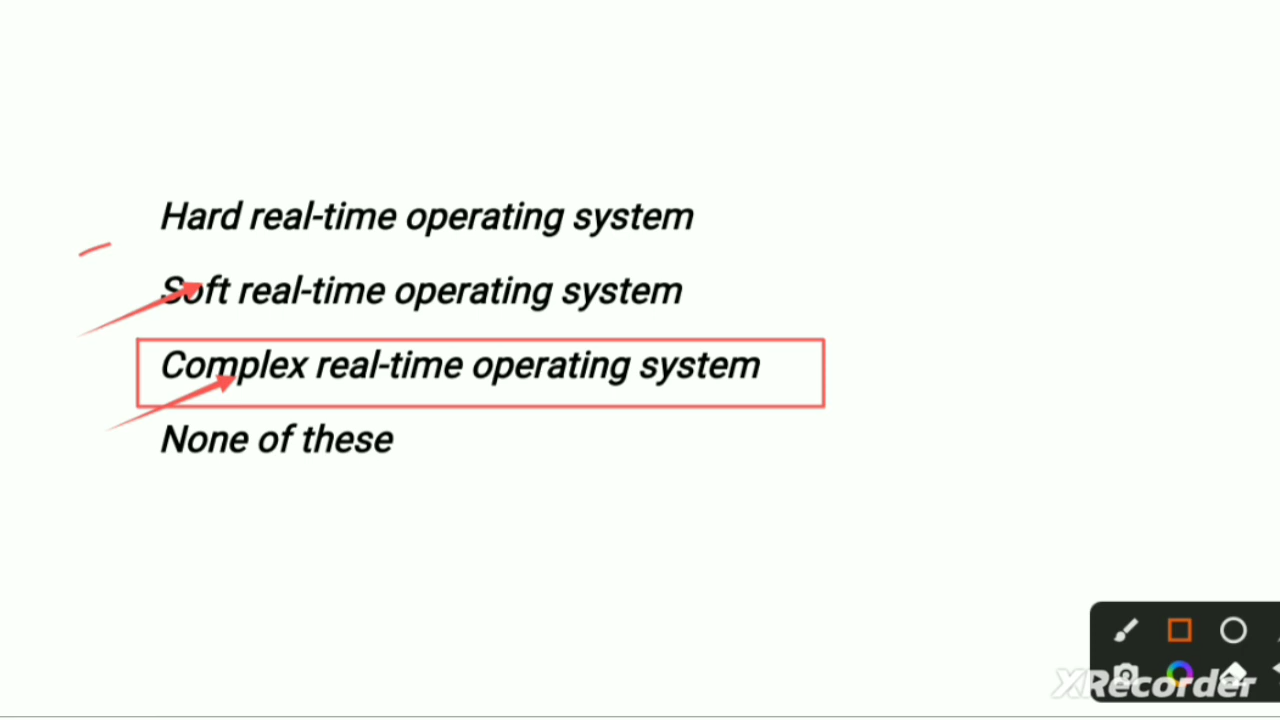 Hard real-time operating system
Soft real-time operating system
Complex real-time operating system
None of these
XRecorder